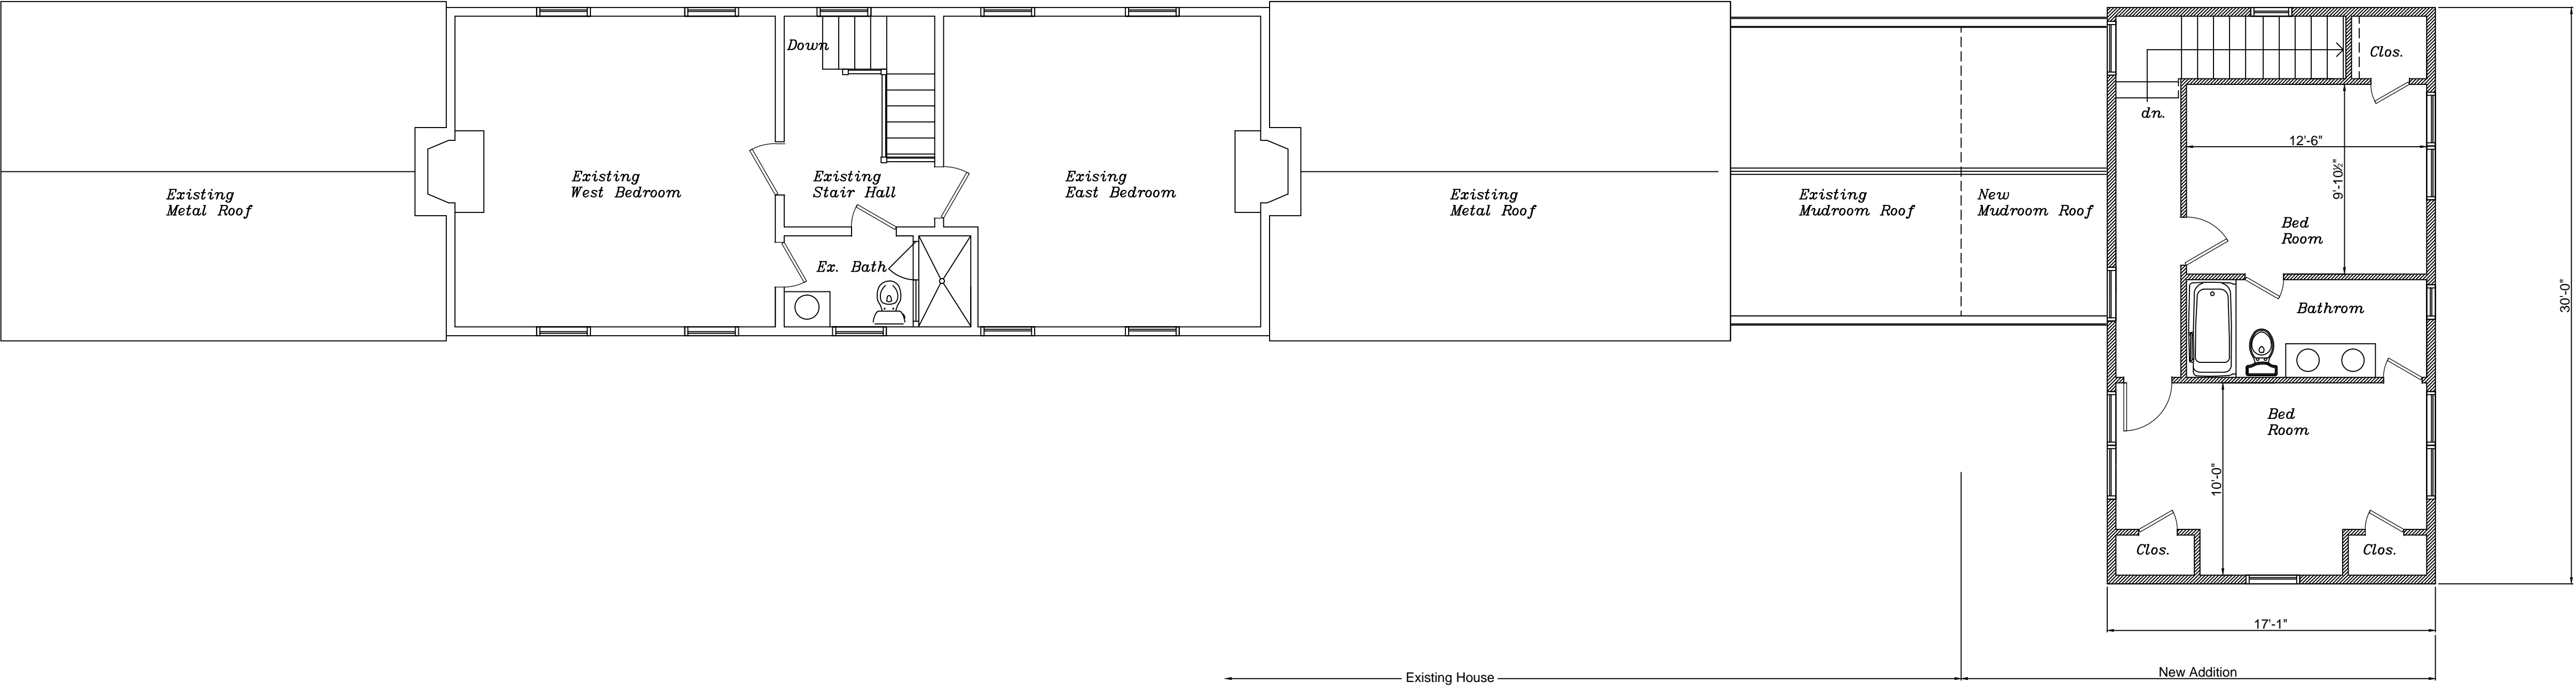 Down
Clos.
dn.
12'-6"
9'-10½"
Existing
Metal Roof
Existing
West Bedroom
Existing
Stair Hall
Exising
East Bedroom
Existing
Metal Roof
Existing
Mudroom Roof
New
Mudroom Roof
Bed
Room
Ex. Bath
Bathrom
30'-0"
Bed
Room
10'-0"
Clos.
Clos.
17'-1"
Existing House
New Addition